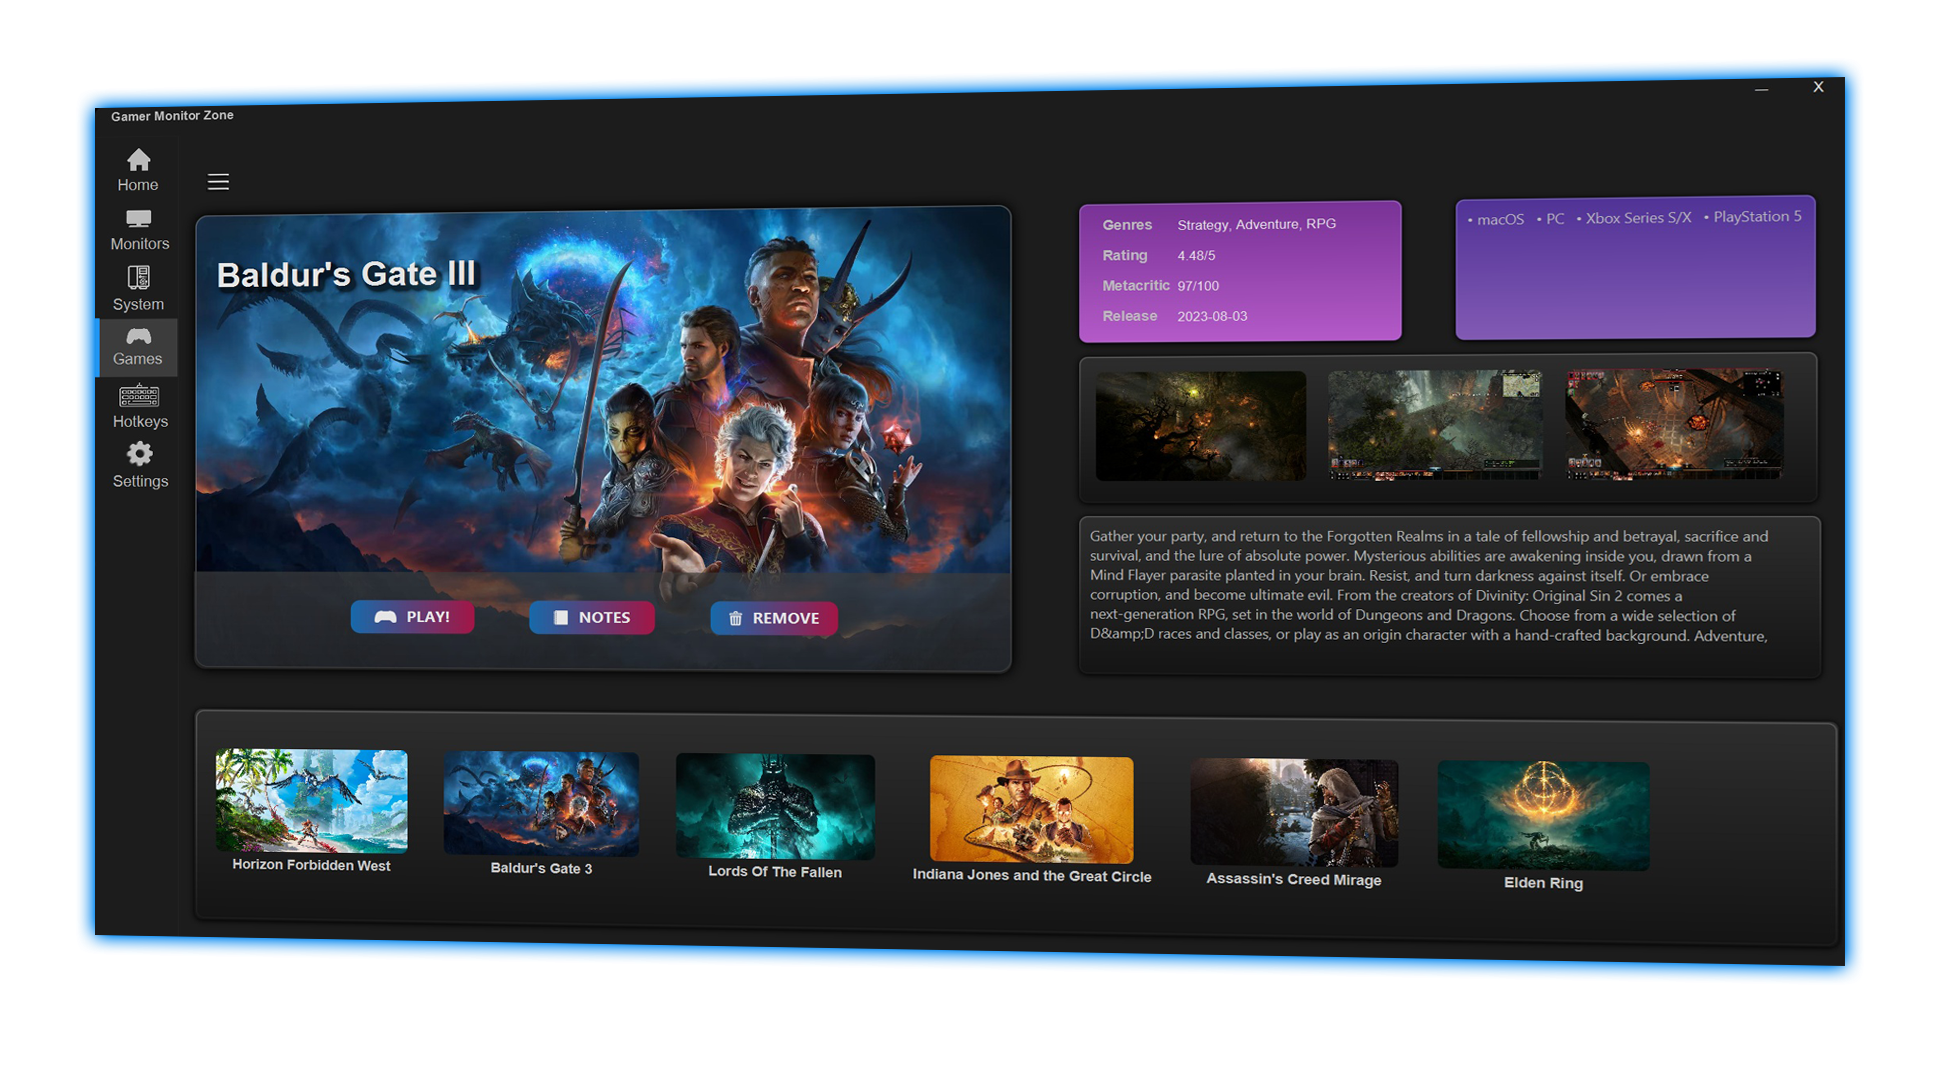 Gamer Monitor Zone
— X
Home
Monitors
System
Games
Hotkeys
Settings
Baldur's Gate III
PLAY!
NOTES
REMOVE
Genres Strategy, Adventure, RPG
Rating 4.48/5
Metacritic 97/100
Release 2023-08-03
• macOS • PC • Xbox Series S/X • PlayStation 5
Gather your party, and return to the Forgotten Realms in a tale of fellowship and betrayal, sacrifice and
survival, and the lure of absolute power. Mysterious abilities are awakening inside you, drawn from a
Mind Flayer parasite planted in your brain. Resist, and turn darkness against itself. Or embrace
corruption, and become ultimate evil. From the creators of Divinity: Original Sin 2 comes a
next-generation RPG, set in the world of Dungeons and Dragons. Choose from a wide selection of
D&amp;D races and classes, or play as an origin character with a hand-crafted background. Adventure,
Horizon Forbidden West
Baldur's Gate 3
Lords Of The Fallen
Indiana Jones and the Great Circle
Assassin's Creed Mirage
Elden Ring